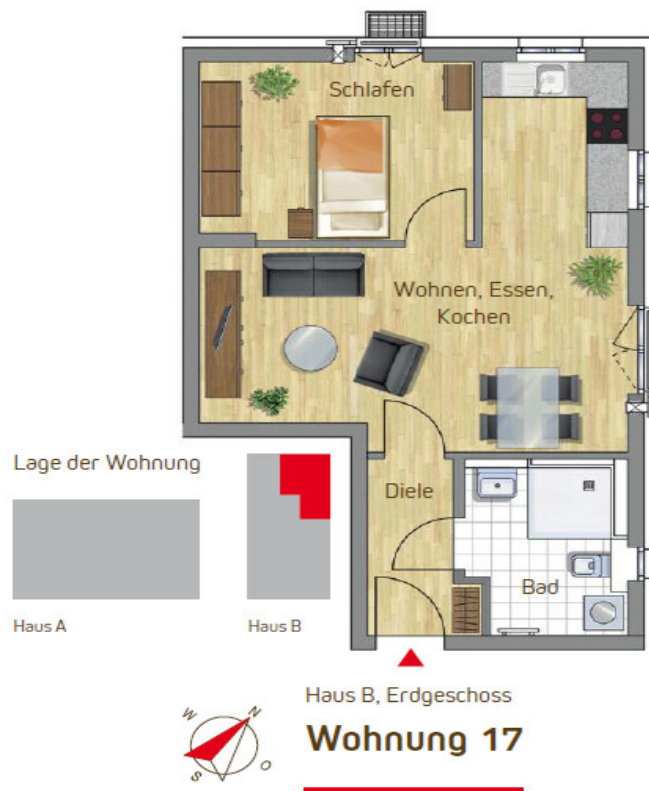 Schlafen
Wohnen, Essen,
Kochen
Lage der Wohnung
Diele
Bad
Haus A
Haus B
Haus B, Erdgeschoss
Wohnung 17
W
N
S
O